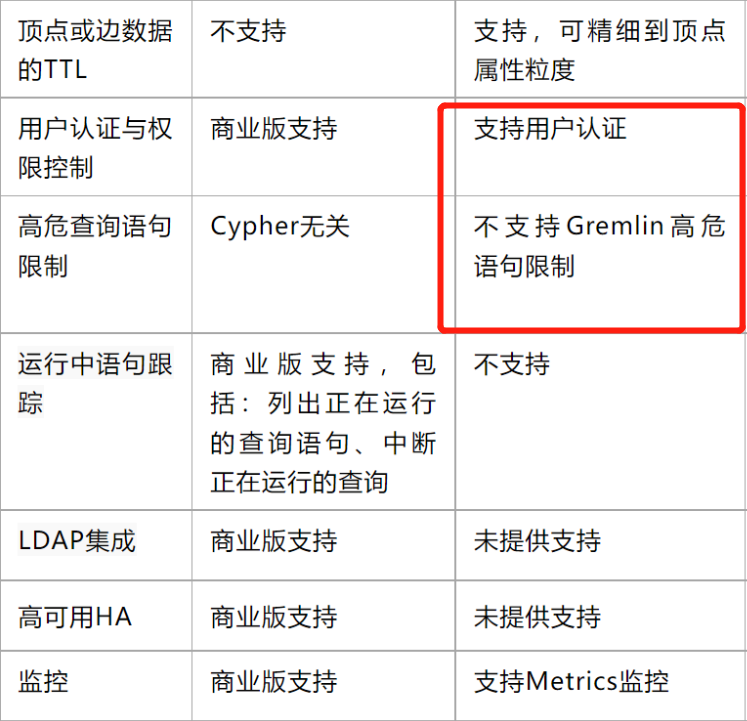 顶点或边数据
的TTL
不支持
支持，可精细到顶点
属性粒度
用户认证与权
限控制
商业版支持
支持用户认证
高危查询语句
限制
Cypher无关
不支持Gremlin高危
语句限制
运行中语句跟
踪
商业版支持，包
括：列出正在运行
的查询语句、中断
正在运行的查询
不支持
LDAP集成
商业版支持
未提供支持
高可用HA
商业版支持
未提供支持
监控
商业版支持
支持Metrics监控